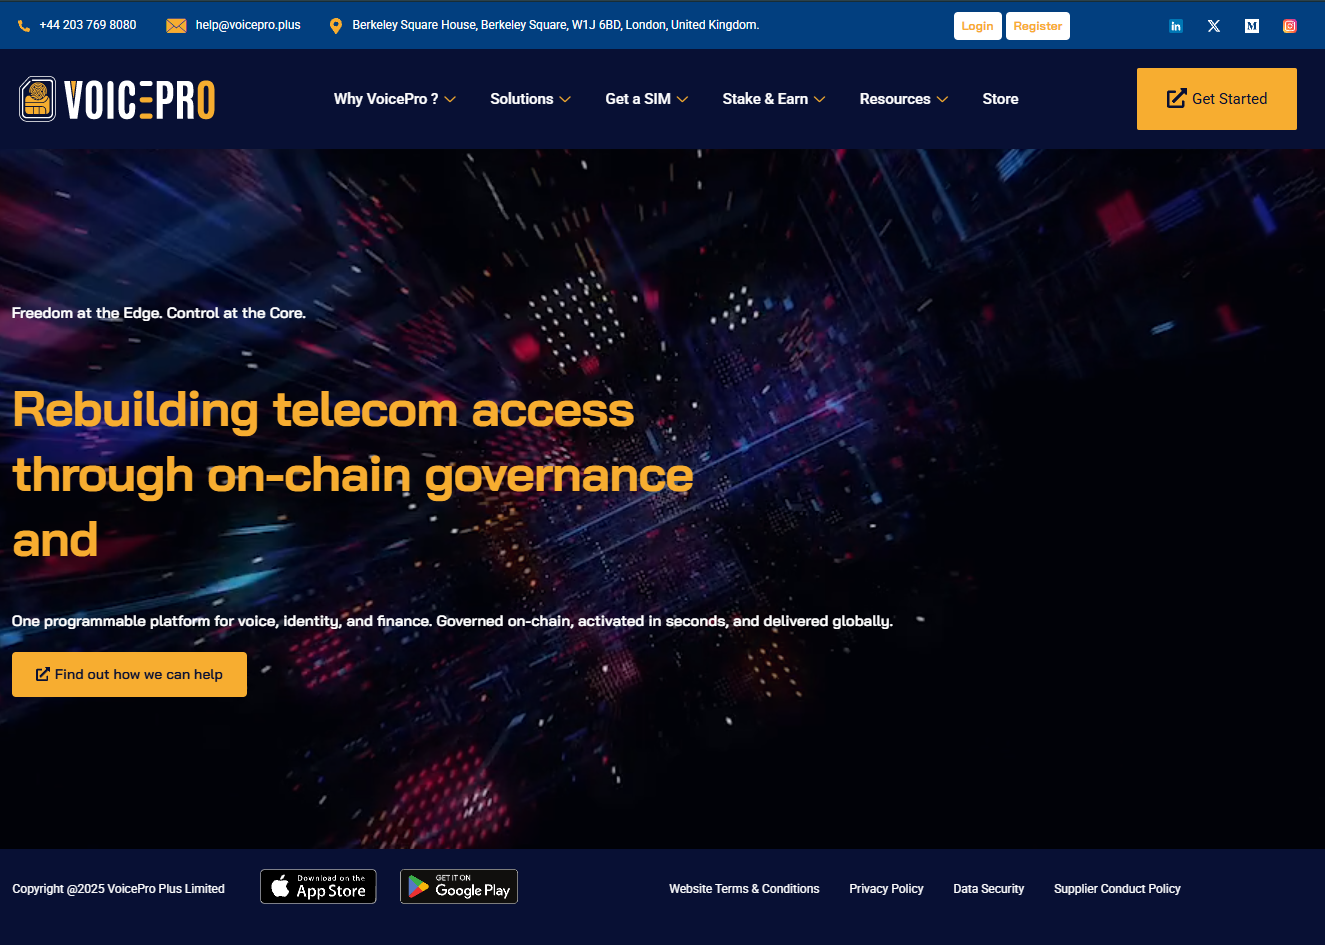 +44 203 769 8080
help@voicepro.plus
Berkeley Square House, Berkeley Square, W1J 6BD, London, United Kingdom.
Login
Register
VOICEPRO
Why VoicePro ?
Solutions
Get a SIM
Stake & Earn
Resources
Store
Get Started
Freedom at the Edge. Control at the Core.
Rebuilding telecom access
through on-chain governance
and
One programmable platform for voice, identity, and finance. Governed on-chain, activated in seconds, and delivered globally.
Find out how we can help
Copyright @2025 VoicePro Plus Limited
Download on the
App Store
GET IT ON
Google Play
Website Terms & Conditions
Privacy Policy
Data Security
Supplier Conduct Policy